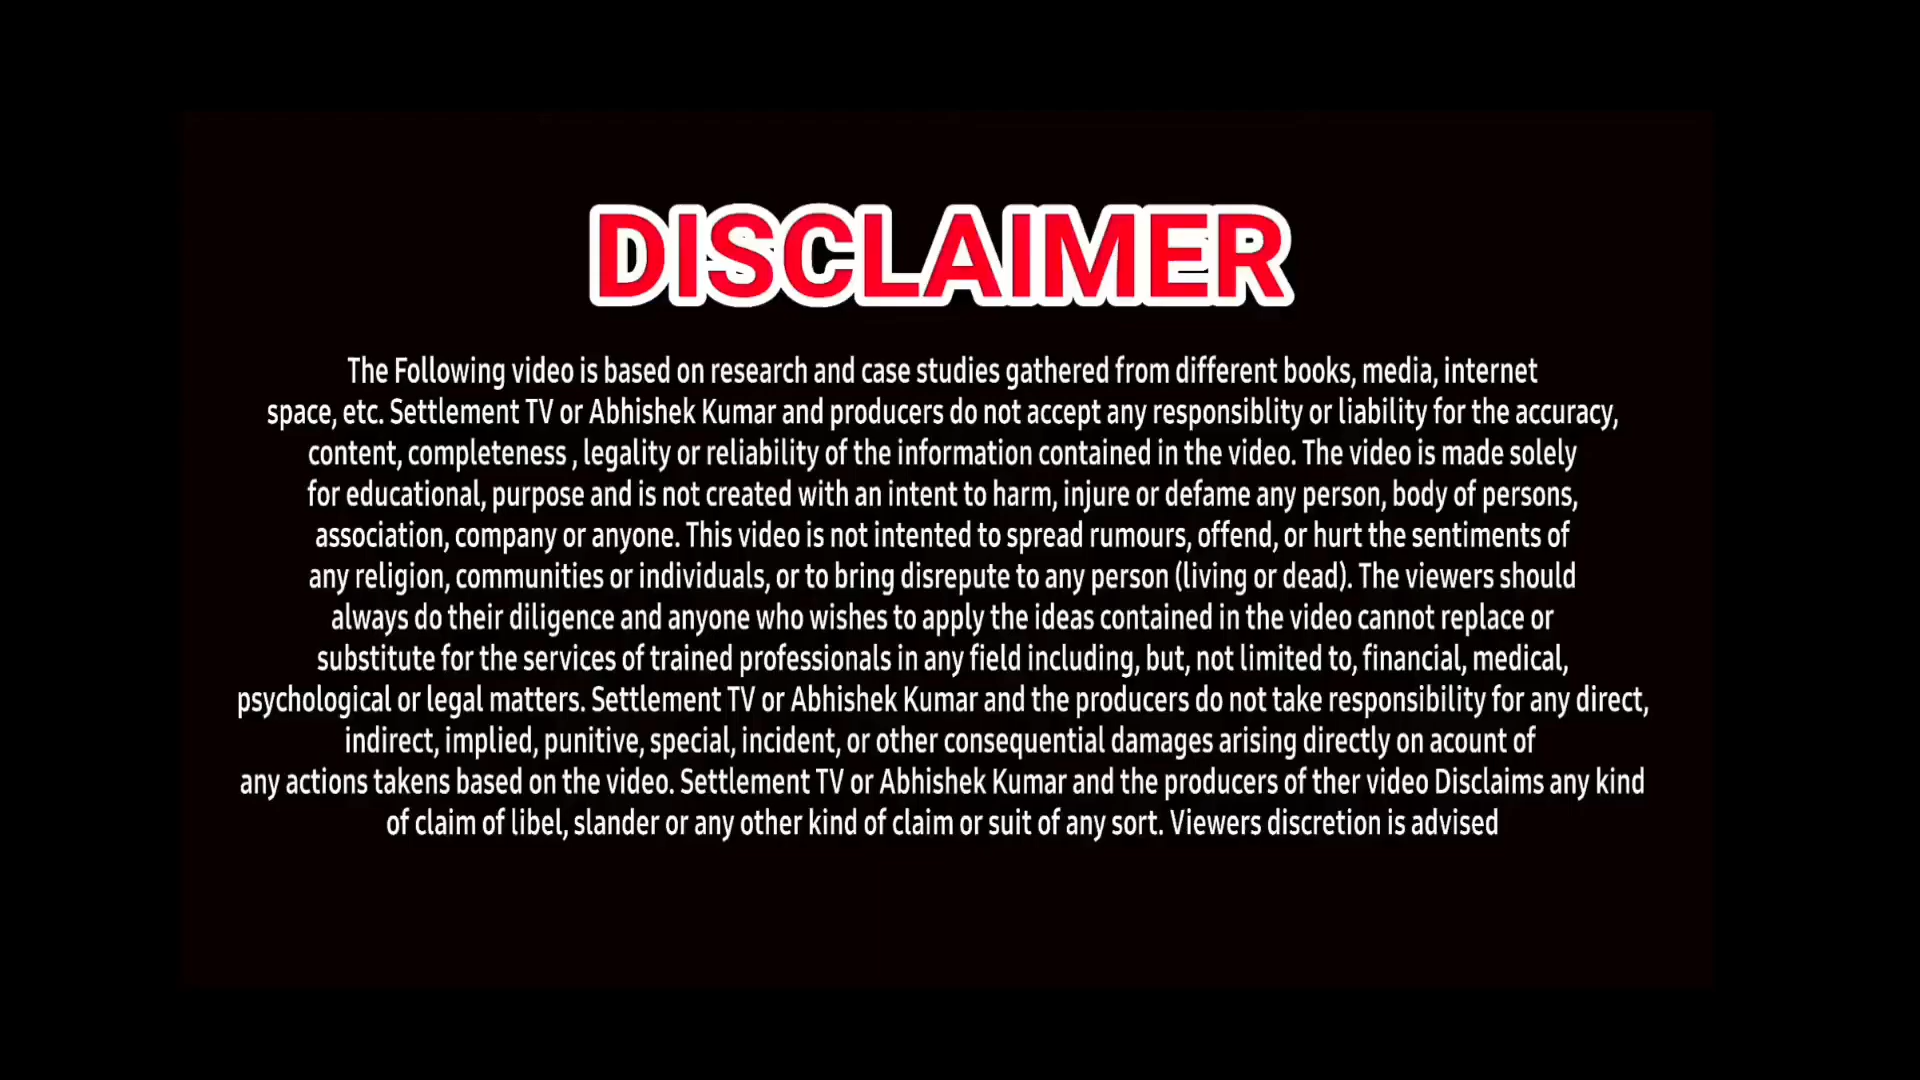 DISCLAIMER
The Following video is based on research and case studies gathered from different books, media, internet
space, etc. Settlement TV or Abhishek Kumar and producers do not accept any responsiblity or liability for the accuracy,
content, completeness , legality or reliability of the information contained in the video. The video is made solely
for educational, purpose and is not created with an intent to harm, injure or defame any person, body of persons,
association, company or anyone. This video is not intented to spread rumours, offend, or hurt the sentiments of
any religion, communities or individuals, or to bring disrepute to any person (living or dead). The viewers should
always do their diligence and anyone who wishes to apply the ideas contained in the video cannot replace or
substitute for the services of trained professionals in any field including, but, not limited to, financial, medical,
psychological or legal matters. Settlement TV or Abhishek Kumar and the producers do not take responsibility for any direct,
indirect, implied, punitive, special, incident, or other consequential damages arising directly on acount of
any actions takens based on the video. Settlement TV or Abhishek Kumar and the producers of ther video Disclaims any kind
of claim of libel, slander or any other kind of claim or suit of any sort. Viewers discretion is advised